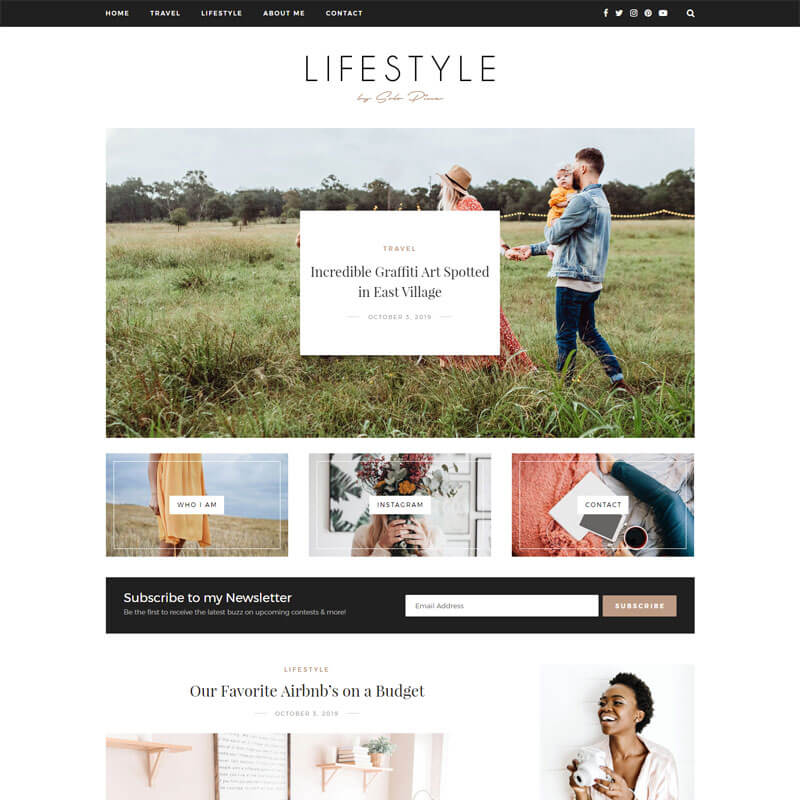 HOME TRAVEL LIFESTYLE ABOUT ME CONTACT
LIFESTYLE
by Solo Pine
TRAVEL
Incredible Graffiti Art Spotted
in East Village
OCTOBER 3, 2019
WHO I AM
INSTAGRAM
CONTACT
Subscribe to my Newsletter
Be the first to receive the latest buzz on upcoming contests & more!
Email Address
SUBSCRIBE
LIFESTYLE
Our Favorite Airbnb's on a Budget
OCTOBER 3, 2019